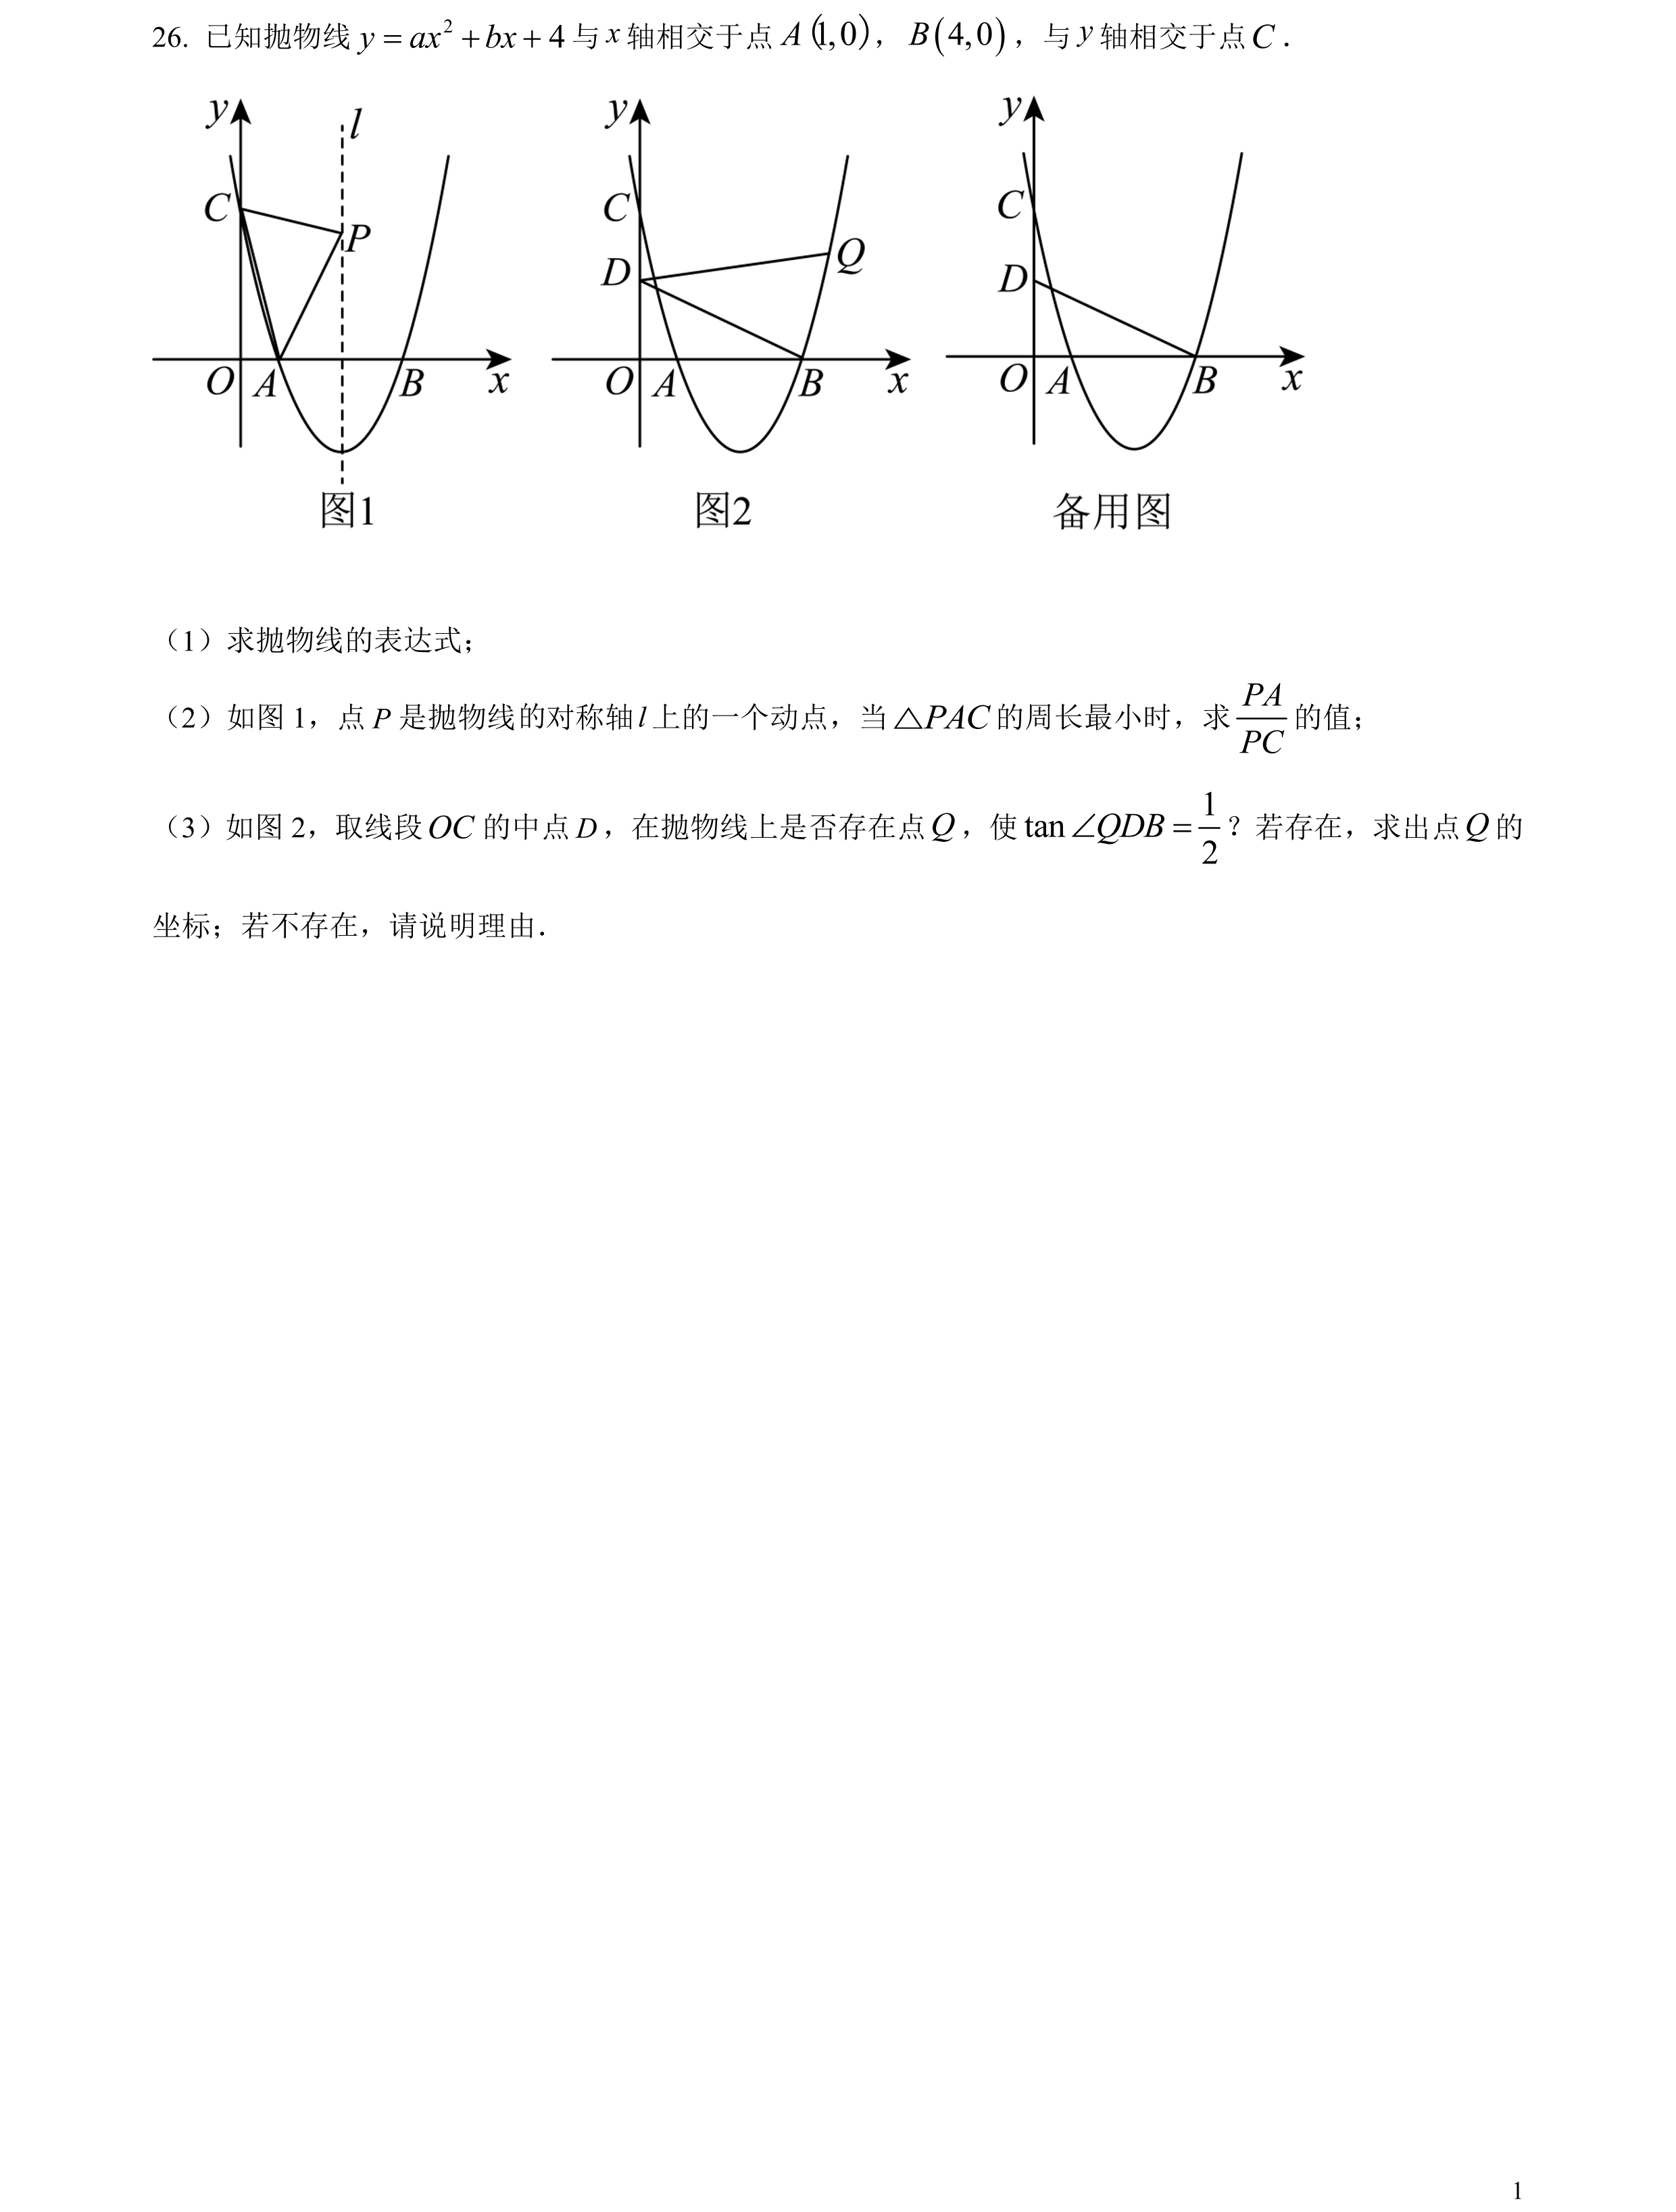 26. 已知抛物线 $y=ax^2+bx+4$ 与 $x$ 轴相交于点 $A(1,0)$，$B(4,0)$，与 $y$ 轴相交于点 $C$．
y l C P O A B x
y C D Q O A B x
y C D O A B x
图1 图2 备用图
（1）求抛物线的表达式；
（2）如图 1，点 $P$ 是抛物线的对称轴 $l$ 上的一个动点，当 $\triangle PAC$ 的周长最小时，求 $\frac{PA}{PC}$ 的值；
（3）如图 2，取线段 $OC$ 的中点 $D$，在抛物线上是否存在点 $Q$，使 $\tan\angle QDB=\frac{1}{2}$？若存在，求出点 $Q$ 的
坐标；若不存在，请说明理由．
1